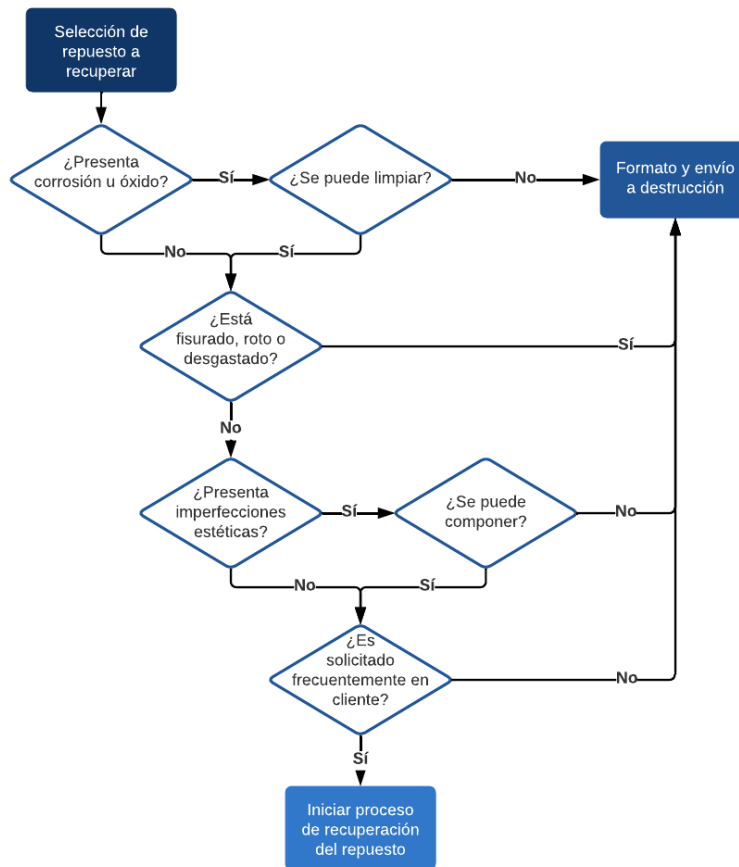 Selección de
repuesto a
recuperar
¿Presenta
corrosión u óxido?
Sí
¿Se puede limpiar?
No
Formato y envío
a destrucción
No
Sí
¿Está
fisurado, roto o
desgastado?
Sí
No
¿Presenta
imperfecciones
estéticas?
Sí
¿Se puede
componer?
No
No
Sí
¿Es
solicitado
frecuentemente en
cliente?
No
Sí
Iniciar proceso
de recuperación
del repuesto